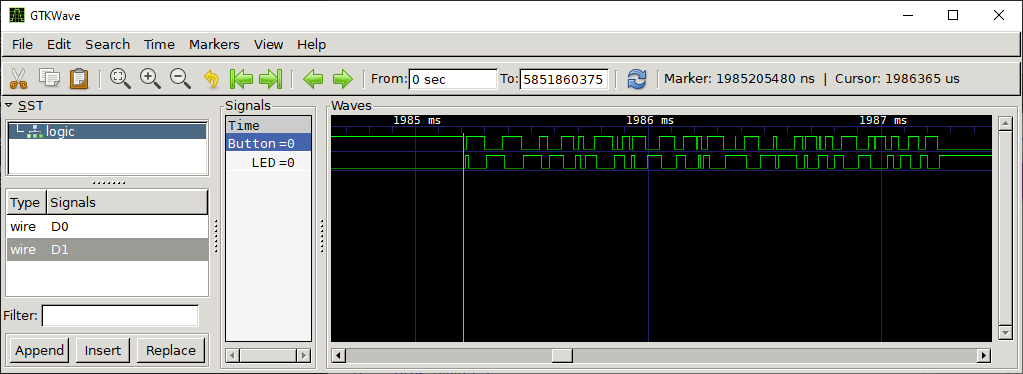 GTKWave
File Edit Search Time Markers View Help
From: 0 sec To: 5851860375 Marker: 1985205480 ns | Cursor: 1986365 us
SST
logic
Type Signals
wire D0
wire D1
Filter:
Append Insert Replace
Signals
Time
Button =0
LED =0
Waves
1985 ms 1986 ms 1987 ms